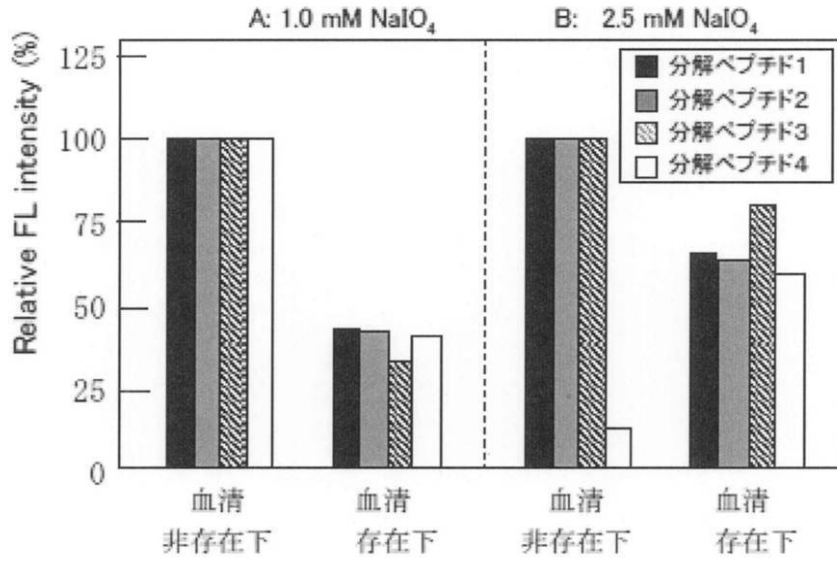 A: 1.0 mM NaIO₄
B: 2.5 mM NaIO₄
Relative FL intensity (%)
125
100
75
50
25
0
分解ペプチド1
分解ペプチド2
分解ペプチド3
分解ペプチド4
血清
非存在下
血清
存在下
血清
非存在下
血清
存在下